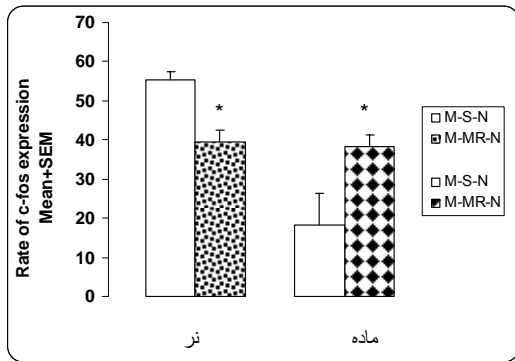 70
60
50
40
30
20
10
0
Rate of c-fos expression
Mean+SEM
*
*
نر
ماده
M-S-N
M-MR-N
M-S-N
M-MR-N